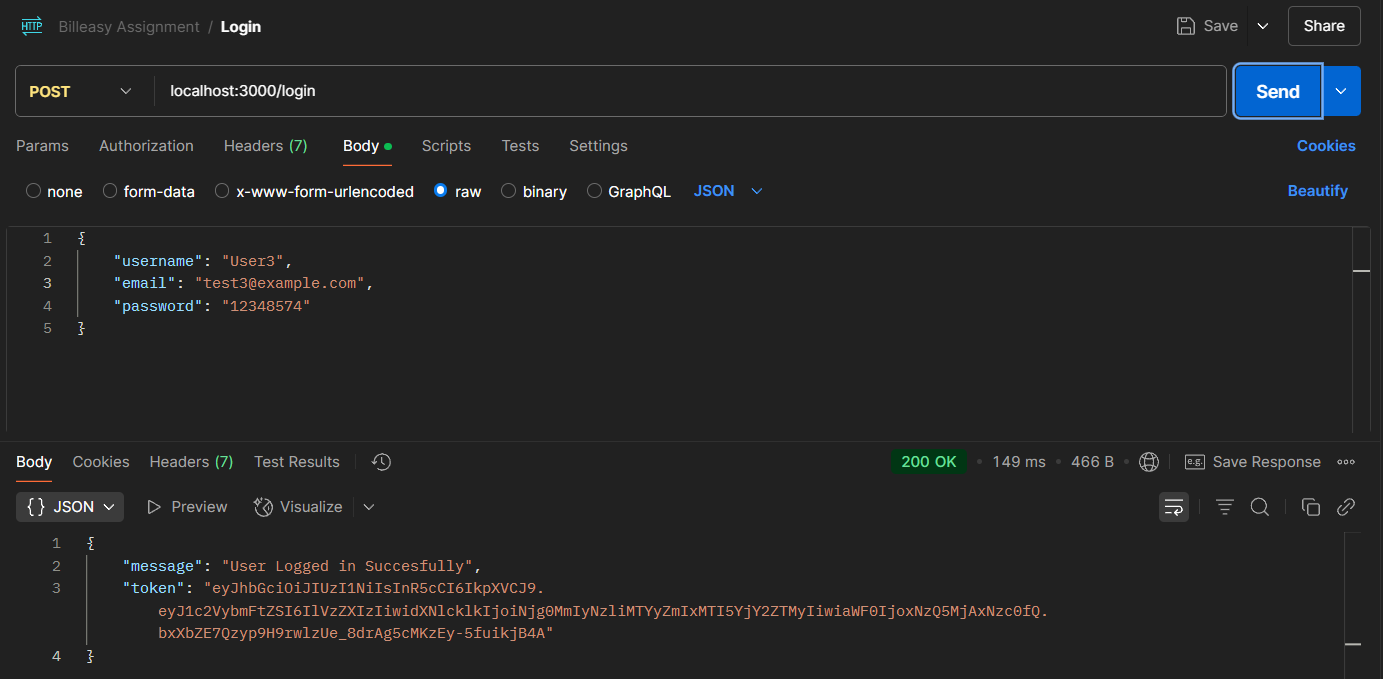 HTTP Billeasy Assignment / Login Save Share
POST localhost:3000/login Send
Params Authorization Headers (7) Body Scripts Tests Settings Cookies
none form-data x-www-form-urlencoded raw binary GraphQL JSON Beautify
1 {
2 "username": "User3",
3 "email": "test3@example.com",
4 "password": "12348574"
5 }
Body Cookies Headers (7) Test Results 200 OK • 149 ms • 466 B • e.g. Save Response
{} JSON Preview Visualize
1 {
2 "message": "User Logged in Succesfully",
3 "token": "eyJhbGciOiJIUzI1NiIsInR5cCI6IkpXVCJ9.
eyJ1c2VybmFtZSI6IlVzZXIzIiwidXNlcklkIjoiNjg0MmIyNzliMTYyZmIxMTI5YjY2ZTMyIiwiaWF0IjoxNzQ5MjAxNzc0fQ.
bxXbZE7Qzyp9H9rwlzUe_8drAg5cMKzEy-5fuikjB4A"
4 }